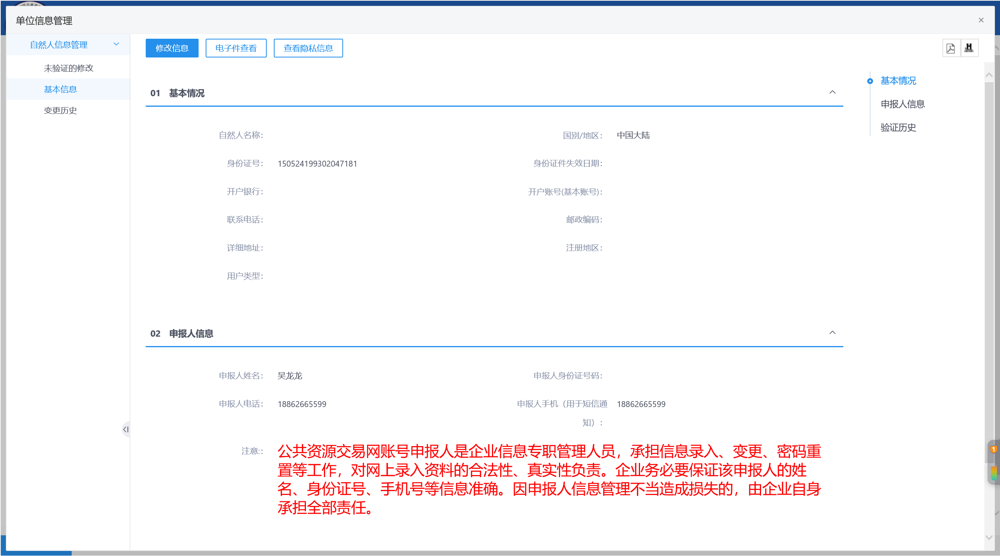 单位信息管理
自然人信息管理
未验证的修改
基本信息
变更历史
修改信息
电子件查看
查看隐私信息
基本情况
申报人信息
验证历史
01 基本情况
自然人名称：
国别/地区： 中国大陆
身份证号： 150524199302047181
身份证件失效日期：
开户银行：
开户账号(基本账号)：
联系电话：
邮政编码：
详细地址：
注册地区：
用户类型：
02 申报人信息
申报人姓名： 吴龙龙
申报人身份证号码：
申报人电话： 18862665599
申报人手机（用于短信通 18862665599
知）：
注意:： 公共资源交易网账号申报人是企业信息专职管理人员，承担信息录入、变更、密码重
置等工作，对网上录入资料的合法性、真实性负责。企业务必要保证该申报人的姓
名、身份证号、手机号等信息准确。因申报人信息管理不当造成损失的，由企业自身
承担全部责任。
1